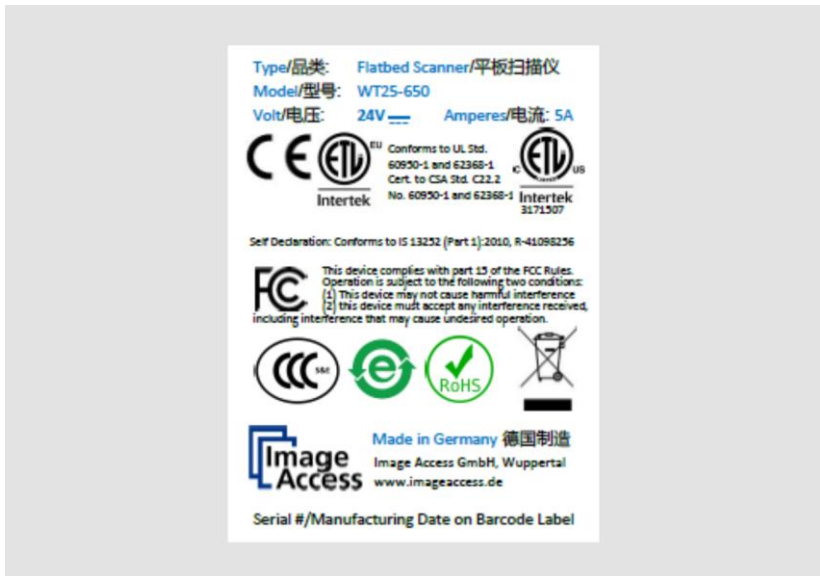 Type/品类: Flatbed Scanner/平板扫描仪
Model/型号: WT25-650
Volt/电压: 24V Amperes/电流: 5A
CE ETL EU Intertek
Conforms to UL Std.
60950-1 and 62368-1
Cert. to CSA Std. C22.2
No. 60950-1 and 62368-1
C ETL US Intertek
3171507
Self Declaration: Conforms to IS 13252 (Part 1):2010, R-41098256
FC
This device complies with part 15 of the FCC Rules.
Operation is subject to the following two conditions:
(1) This device may not cause harmful interference
(2) this device must accept any interference received,
including interference that may cause undesired operation.
CCC S&E e RoHS
Image
Access
Made in Germany 德国制造
Image Access GmbH, Wuppertal
www.imageaccess.de
Serial #/Manufacturing Date on Barcode Label